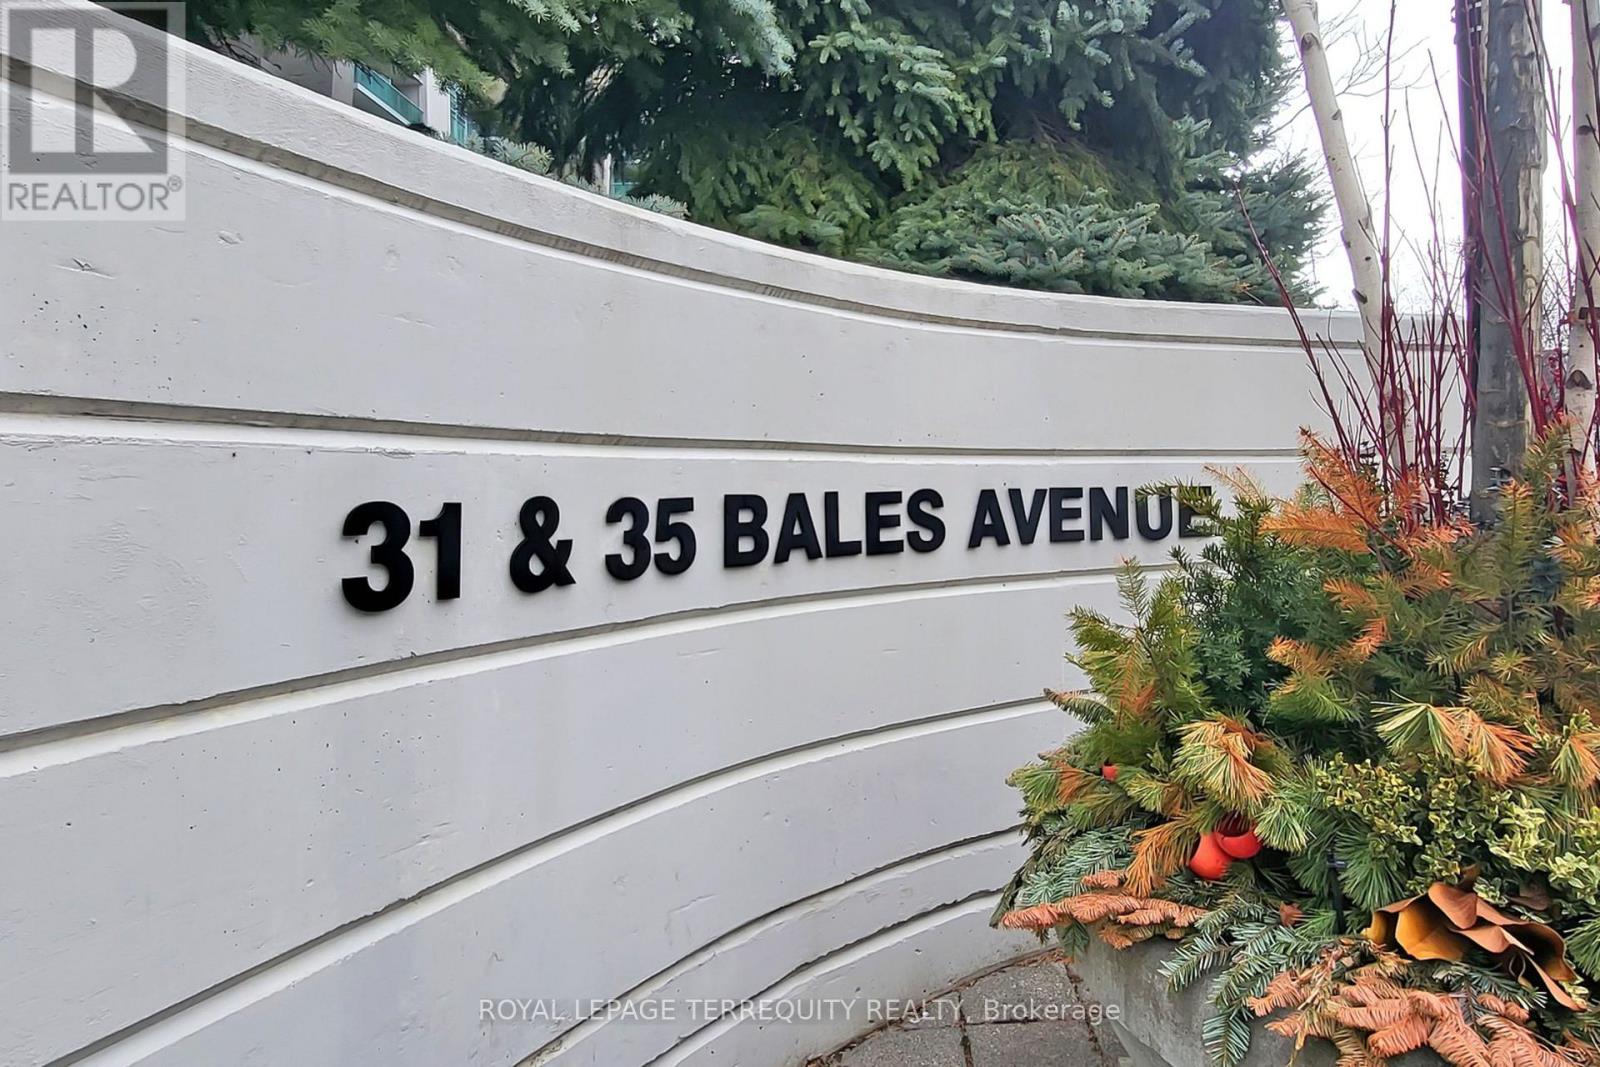 REALTOR®
31 & 35 BALES AVENUE
ROYAL LEPAGE TERREQUITY REALTY, Brokerage